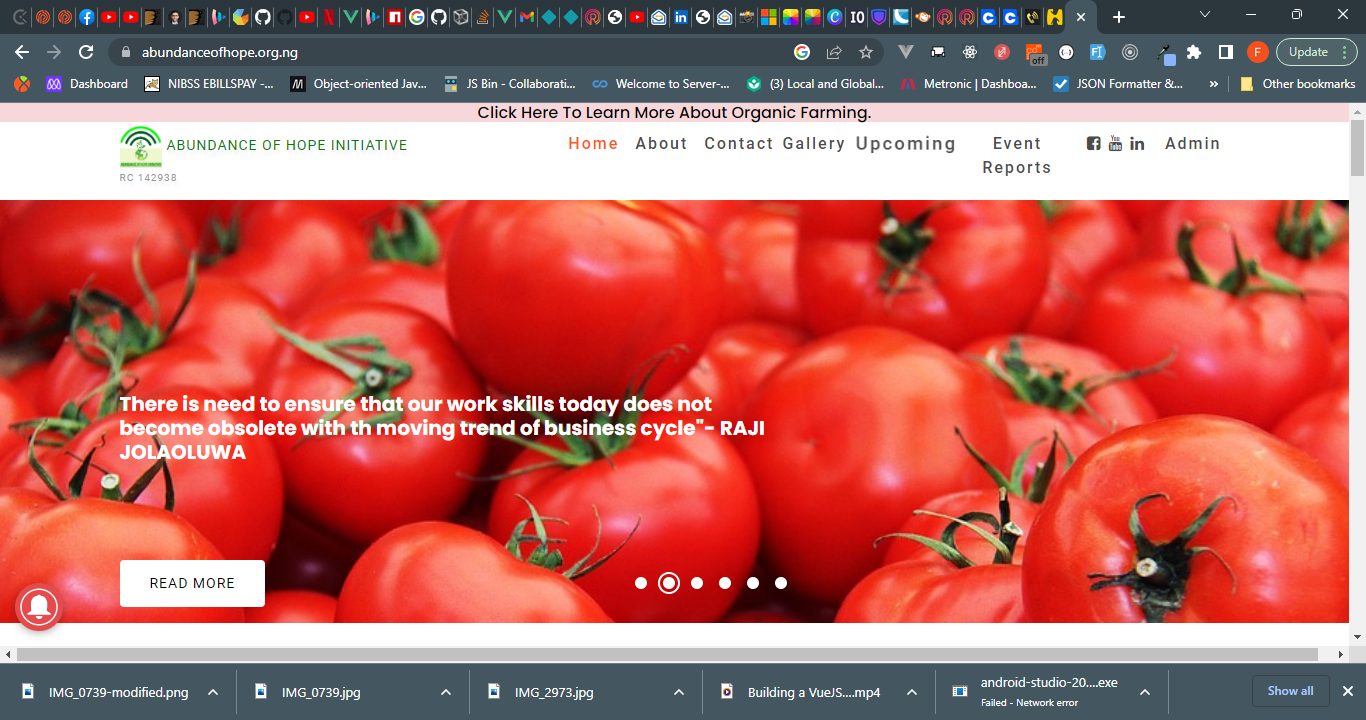 abundanceofhope.org.ng
Update
off
F
Dashboard
NIBSS EBILLSPAY -...
Object-oriented Jav...
JS Bin - Collaborati...
Welcome to Server-...
(3) Local and Global...
Metronic | Dashboa...
JSON Formatter &...
»
Other bookmarks
Click Here To Learn More About Organic Farming.
ABUNDANCE OF HOPE INITIATIVE
RC 142938
Home
About
Contact
Gallery
Upcoming
Event
Reports
Admin
There is need to ensure that our work skills today does not
become obsolete with th moving trend of business cycle"- RAJI
JOLAOLUWA
READ MORE
IMG_0739-modified.png
IMG_0739.jpg
IMG_2973.jpg
Building a VueJS....mp4
android-studio-20....exe
Failed - Network error
Show all